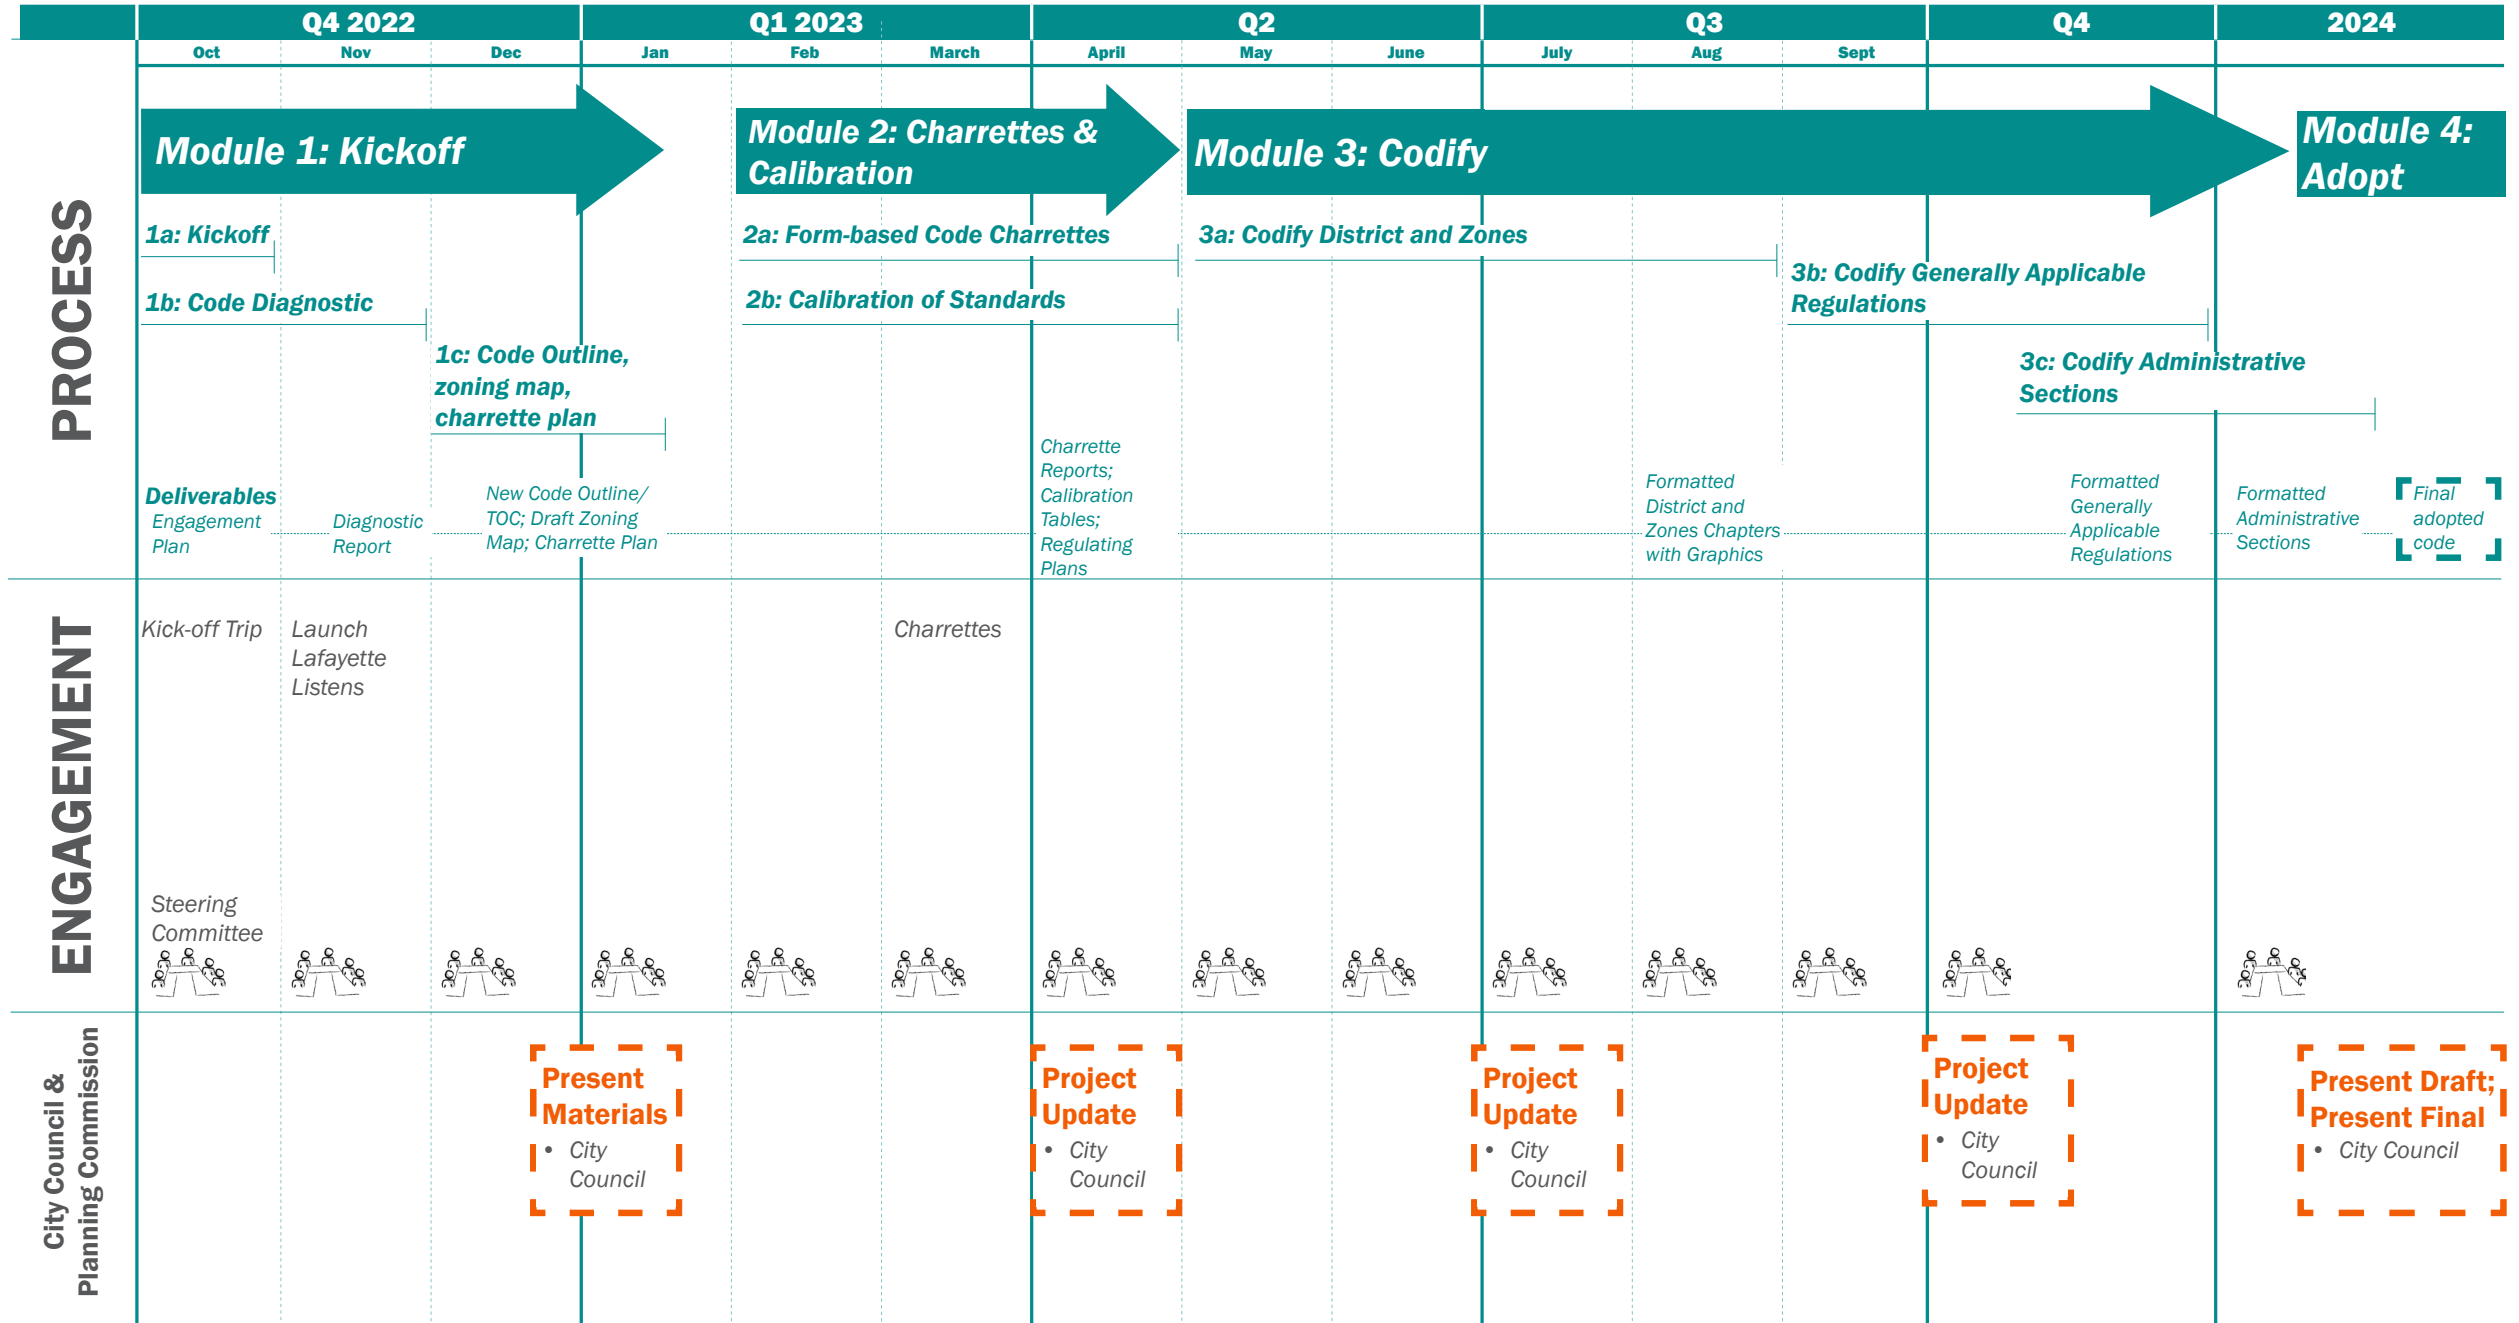 Q4 2022
Q1 2023
Q2
Q3
Q4
2024
Oct
Nov
Dec
Jan
Feb
March
April
May
June
July
Aug
Sept
PROCESS
Module 1: Kickoff
Module 2: Charrettes &
Calibration
Module 3: Codify
Module 4:
Adopt
1a: Kickoff
1b: Code Diagnostic
1c: Code Outline,
zoning map,
charrette plan
2a: Form-based Code Charrettes
2b: Calibration of Standards
3a: Codify District and Zones
3b: Codify Generally Applicable
Regulations
3c: Codify Administrative
Sections
Deliverables
Engagement
Plan
Diagnostic
Report
New Code Outline/
TOC; Draft Zoning
Map; Charrette Plan
Charrette
Reports;
Calibration
Tables;
Regulating
Plans
Formatted
District and
Zones Chapters
with Graphics
Formatted
Generally
Applicable
Regulations
Formatted
Administrative
Sections
Final
adopted
code
ENGAGEMENT
Kick-off Trip
Launch
Lafayette
Listens
Charrettes
Steering
Committee
City Council &
Planning Commission
Present
Materials
• City
Council
Project
Update
• City
Council
Project
Update
• City
Council
Project
Update
• City
Council
Present Draft;
Present Final
• City Council